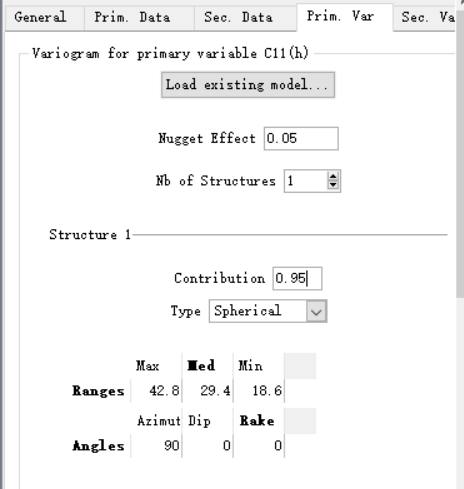 General Prim. Data Sec. Data Prim. Var Sec. Va
Variogram for primary variable C11(h)
Load existing model...
Nugget Effect 0.05
Nb of Structures 1
Structure 1
Contribution 0.95
Type Spherical
Max Med Min
Ranges 42.8 29.4 18.6
Azimut Dip Rake
Angles 90 0 0